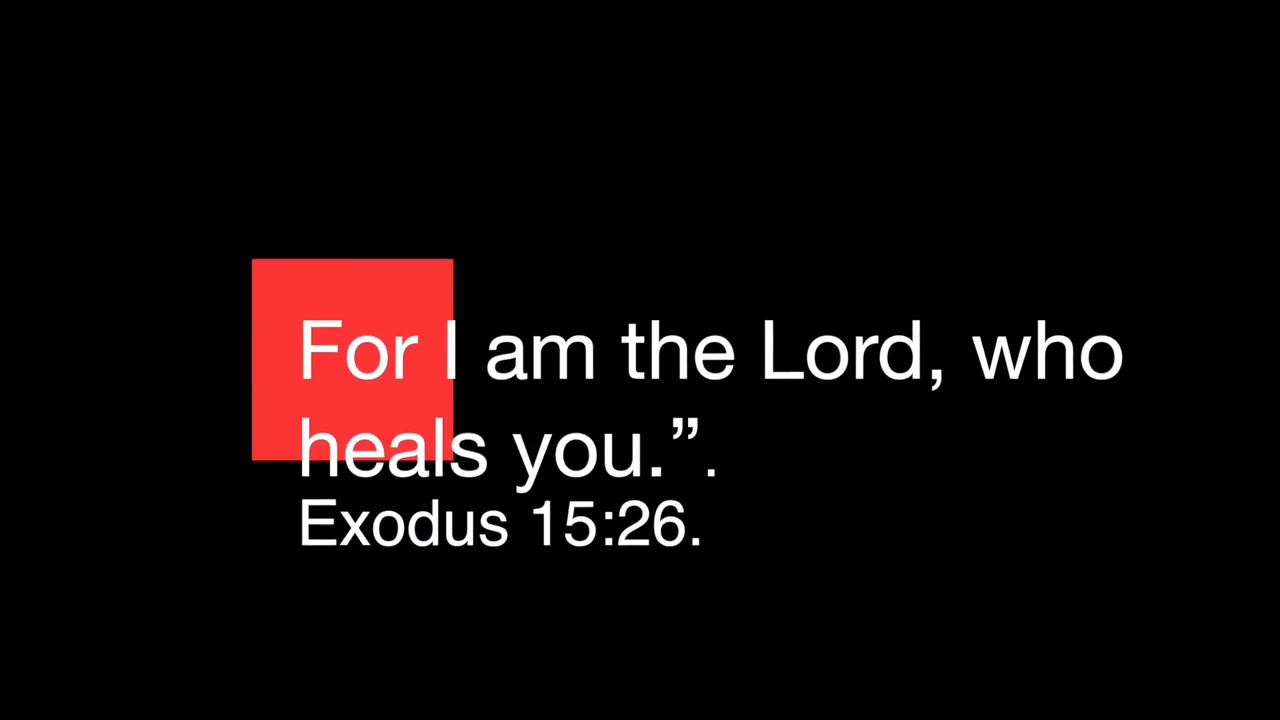 For I am the Lord, who
heals you.”.
Exodus 15:26.